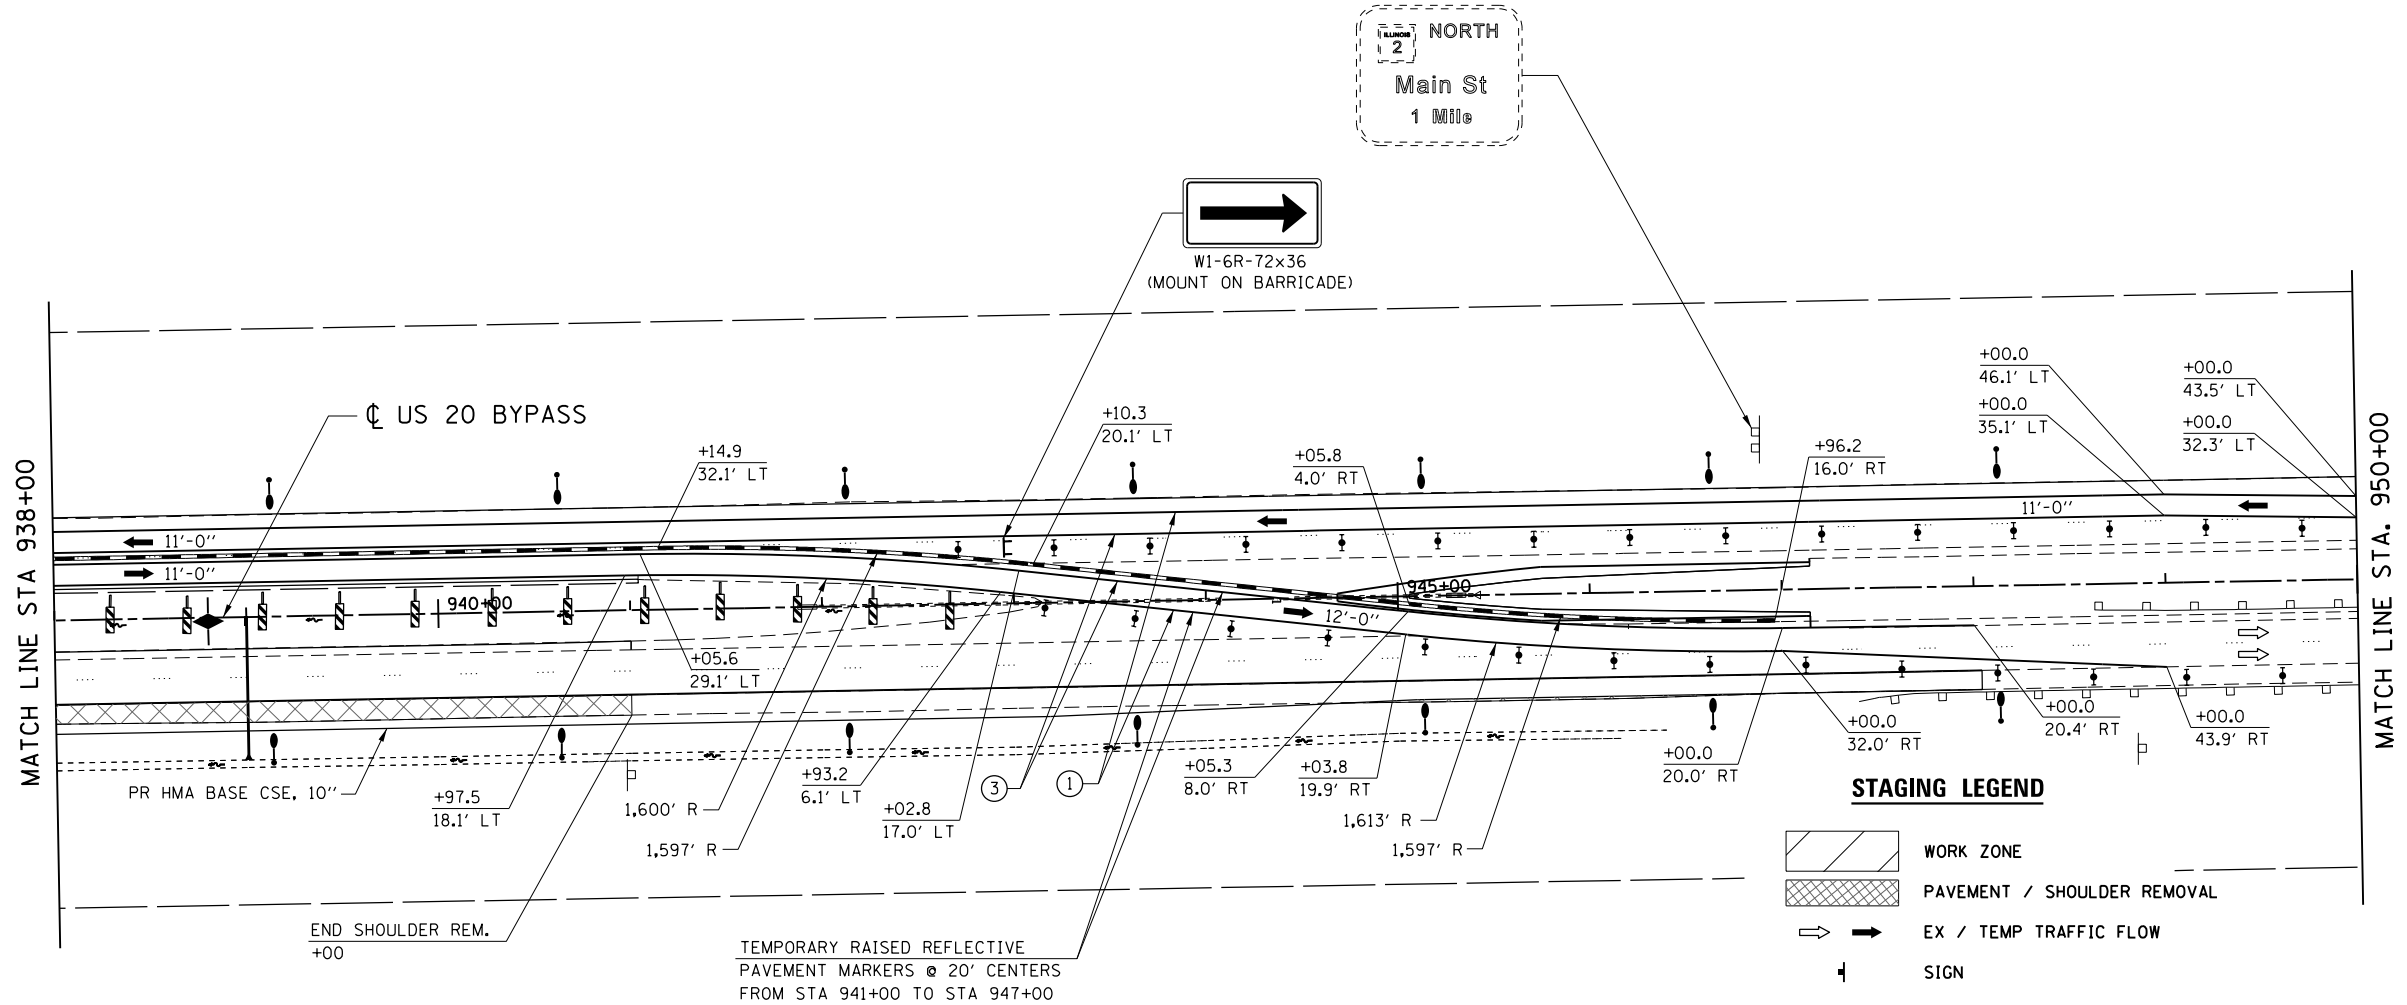 ILLINOIS
2
NORTH
Main St
1 Mile
W1-6R-72x36
(MOUNT ON BARRICADE)
℄ US 20 BYPASS
+14.9
32.1' LT
+10.3
20.1' LT
+05.8
4.0' RT
+96.2
16.0' RT
+00.0
46.1' LT
+00.0
35.1' LT
+00.0
43.5' LT
+00.0
32.3' LT
MATCH LINE STA 938+00
MATCH LINE STA. 950+00
11'-0"
11'-0"
11'-0"
12'-0"
940+00
945+00
+05.6
29.1' LT
PR HMA BASE CSE, 10"
+97.5
18.1' LT
1,600' R
1,597' R
+93.2
6.1' LT
+02.8
17.0' LT
3
1
+05.3
8.0' RT
+03.8
19.9' RT
1,613' R
1,597' R
+00.0
20.0' RT
+00.0
32.0' RT
+00.0
20.4' RT
+00.0
43.9' RT
END SHOULDER REM.
+00
TEMPORARY RAISED REFLECTIVE
PAVEMENT MARKERS @ 20' CENTERS
FROM STA 941+00 TO STA 947+00
STAGING LEGEND
WORK ZONE
PAVEMENT / SHOULDER REMOVAL
EX / TEMP TRAFFIC FLOW
SIGN